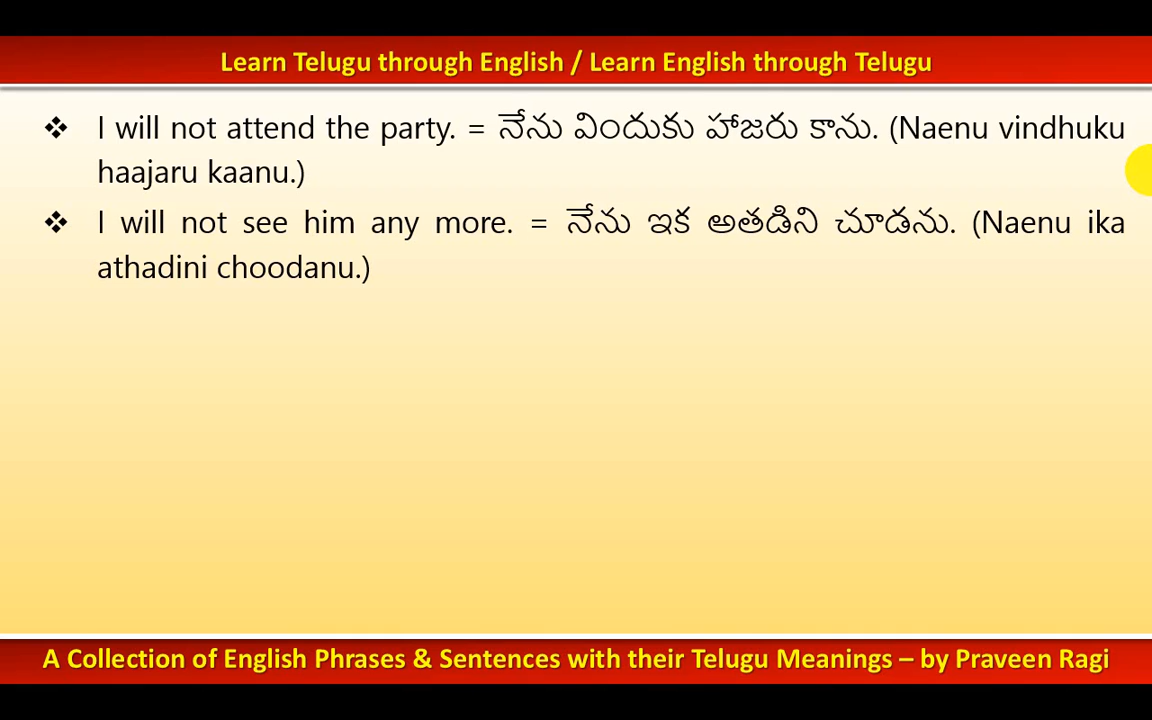 Learn Telugu through English / Learn English through Telugu
❖ I will not attend the party. = నేను విందుకు హాజరు కాను. (Naenu vindhuku
haajaru kaanu.)
❖ I will not see him any more. = నేను ఇక అతడిని చూడను. (Naenu ika
athadini choodanu.)
A Collection of English Phrases & Sentences with their Telugu Meanings – by Praveen Ragi